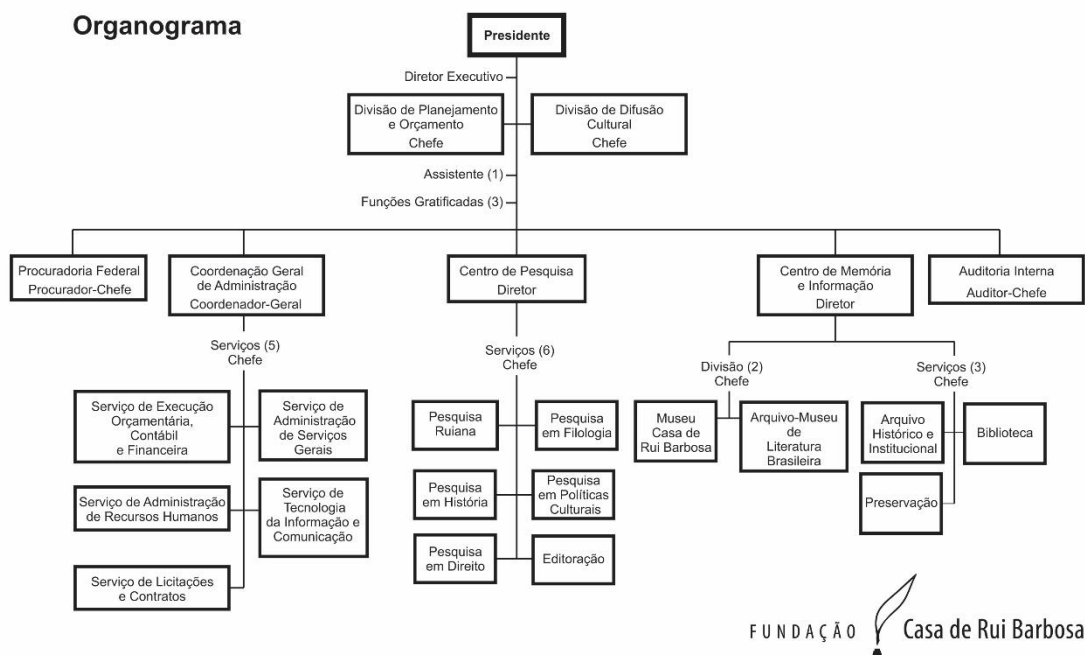 Organograma
Presidente
Diretor Executivo
Divisão de Planejamento
e Orçamento
Chefe
Divisão de Difusão
Cultural
Chefe
Assistente (1)
Funções Gratificadas (3)
Procuradoria Federal
Procurador-Chefe
Coordenação Geral
de Administração
Coordenador-Geral
Centro de Pesquisa
Diretor
Centro de Memória
e Informação
Diretor
Auditoria Interna
Auditor-Chefe
Serviços (5)
Chefe
Serviço de Execução
Orçamentária,
Contábil
e Financeira
Serviço de
Administração
de Serviços
Gerais
Serviço de Administração
de Recursos Humanos
Serviço de
Tecnologia
da Informação e
Comunicação
Serviço de Licitações
e Contratos
Serviços (6)
Chefe
Pesquisa
Ruiana
Pesquisa
em Filologia
Pesquisa
em História
Pesquisa
em Políticas
Culturais
Pesquisa
em Direito
Editoração
Divisão (2)
Chefe
Museu
Casa de
Rui Barbosa
Arquivo-Museu
de
Literatura
Brasileira
Serviços (3)
Chefe
Arquivo
Histórico e
Institucional
Biblioteca
Preservação
FUNDAÇÃO Casa de Rui Barbosa